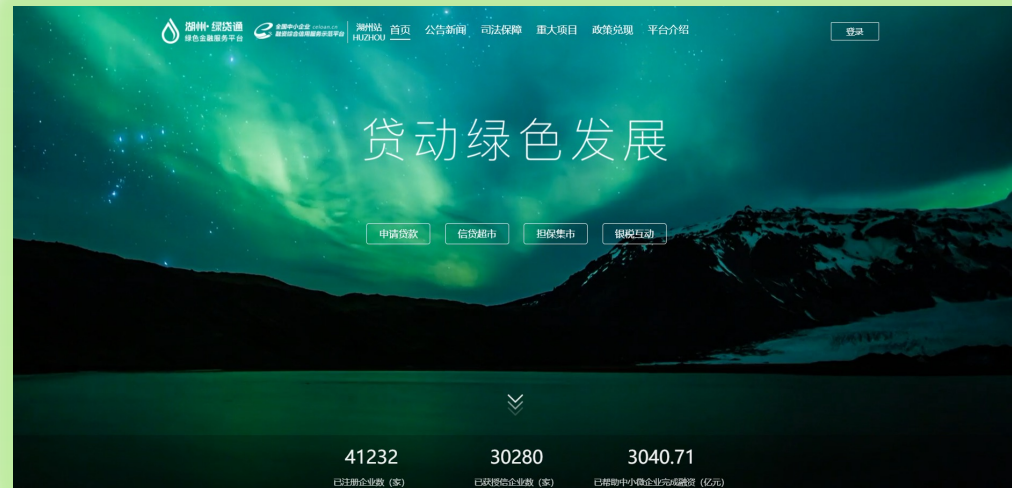 湖州·绿贷通
绿色金融服务平台
全国中小企业 celoan.cn
融资综合信用服务示范平台
湖州站
HUZHOU
首页 公告新闻 司法保障 重大项目 政策兑现 平台介绍
登录
贷动绿色发展
申请贷款 信贷超市 担保集市 银税互动
41232 30280 3040.71
已注册企业数（家） 已获授信企业数（家） 已帮助中小微企业完成融资（亿元）